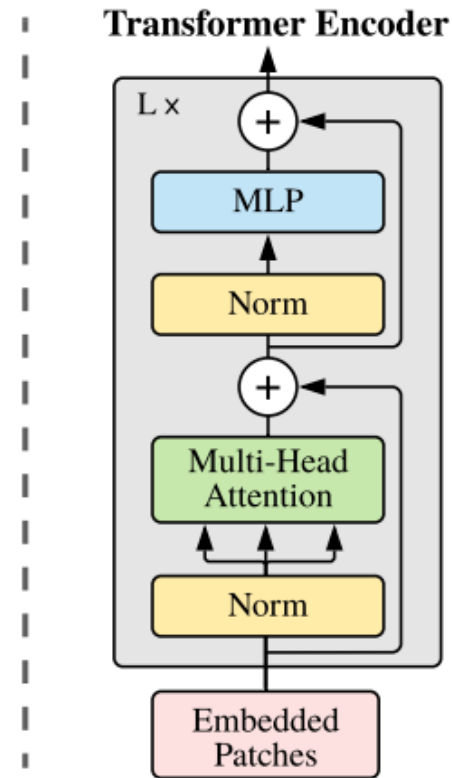 Transformer Encoder
L ×
+
MLP
Norm
+
Multi-Head
Attention
Norm
Embedded
Patches